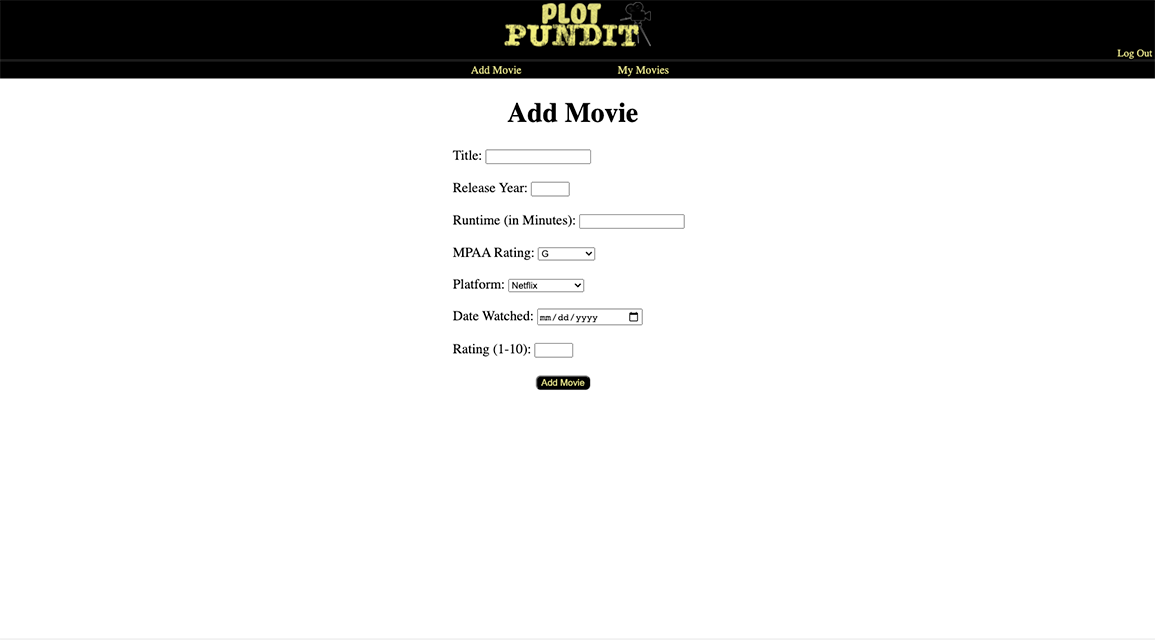 PLOT
PUNDIT
Log Out
Add Movie My Movies
Add Movie
Title:
Release Year:
Runtime (in Minutes):
MPAA Rating: G
Platform: Netflix
Date Watched: mm/dd/yyyy
Rating (1-10):
Add Movie